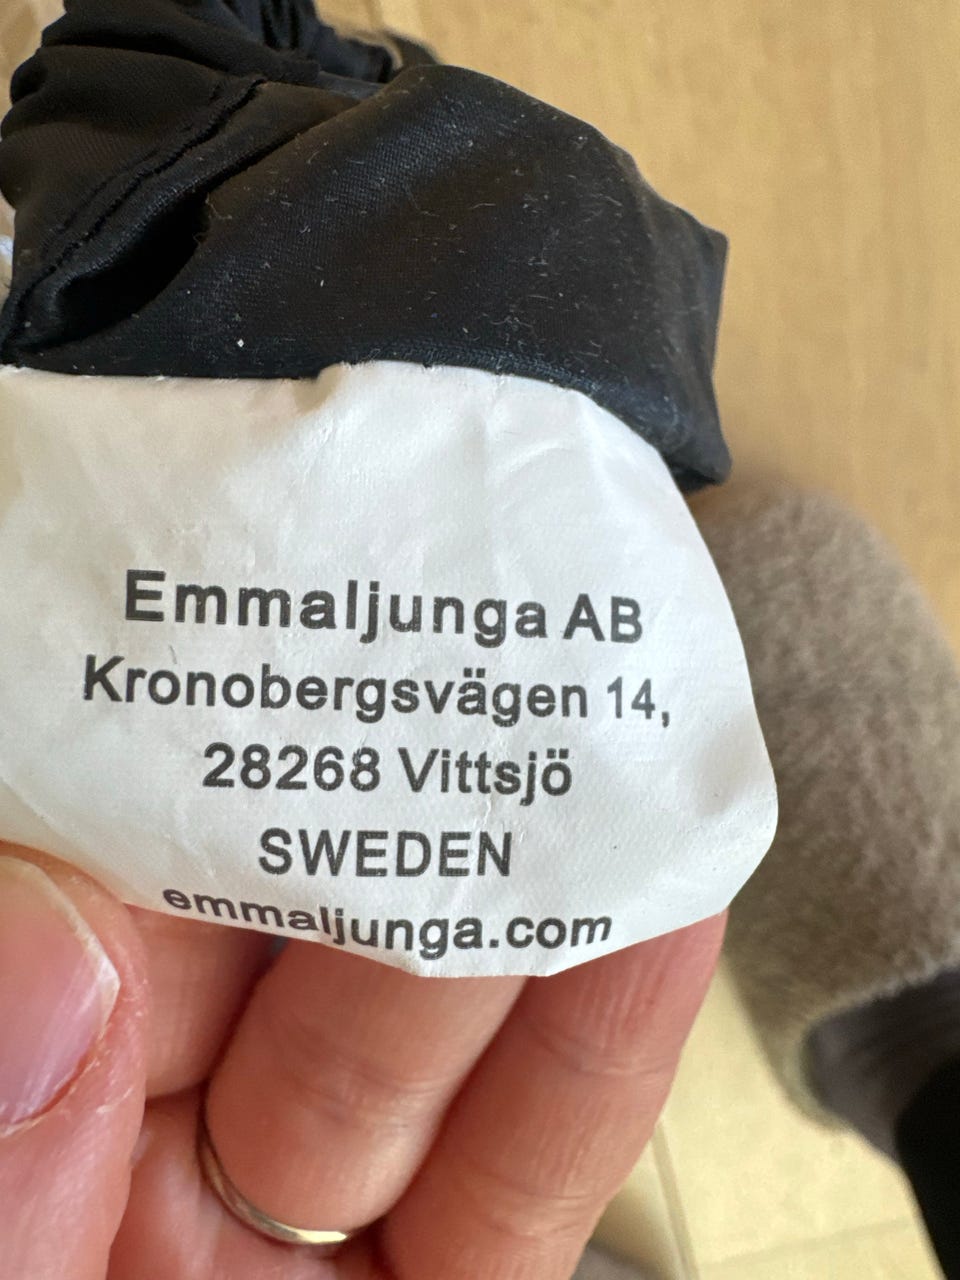 Emmaljunga AB
Kronobergsvägen 14,
28268 Vittsjö
SWEDEN
emmaljunga.com